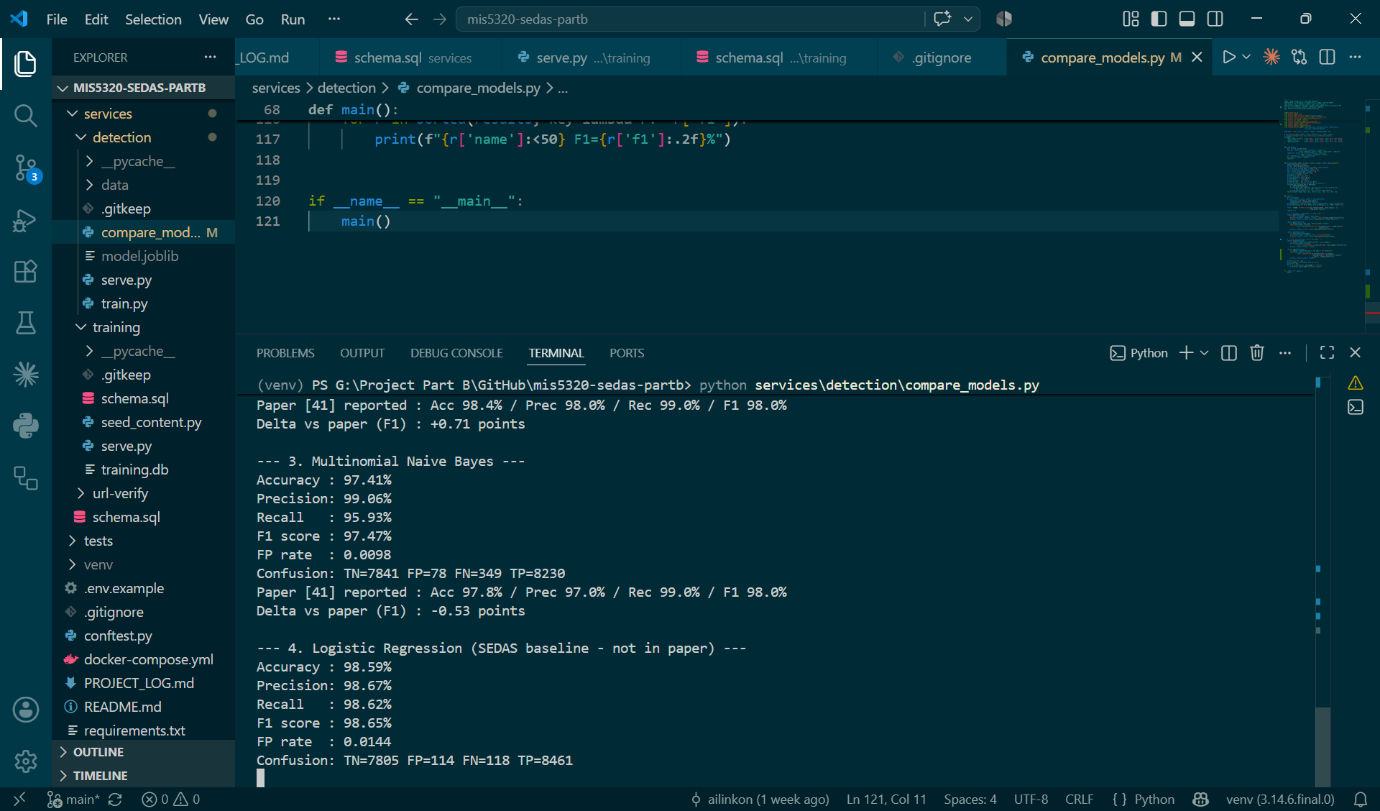 File Edit Selection View Go Run ··· mis5320-sedas-partb
EXPLORER ···
_LOG.md schema.sql services serve.py ...\training schema.sql ...\training .gitignore compare_models.py M
MIS5320-SEDAS-PARTB
services
detection
__pycache__
data
.gitkeep
compare_mod... M
model.joblib
serve.py
train.py
training
__pycache__
.gitkeep
schema.sql
seed_content.py
serve.py
training.db
url-verify
schema.sql
tests
venv
.env.example
.gitignore
conftest.py
docker-compose.yml
PROJECT_LOG.md
README.md
requirements.txt
OUTLINE
TIMELINE
3
services > detection > compare_models.py > ...
68 def main():
117 print(f"{r['name']:<50} F1={r['f1']:.2f}%")
118
119
120 if __name__ == "__main__":
121 main()
PROBLEMS OUTPUT DEBUG CONSOLE TERMINAL PORTS Python
(venv) PS G:\Project Part B\GitHub\mis5320-sedas-partb> python services\detection\compare_models.py
Paper [41] reported : Acc 98.4% / Prec 98.0% / Rec 99.0% / F1 98.0%
Delta vs paper (F1) : +0.71 points
--- 3. Multinomial Naive Bayes ---
Accuracy : 97.41%
Precision: 99.06%
Recall   : 95.93%
F1 score : 97.47%
FP rate  : 0.0098
Confusion: TN=7841 FP=78 FN=349 TP=8230
Paper [41] reported : Acc 97.8% / Prec 97.0% / Rec 99.0% / F1 98.0%
Delta vs paper (F1) : -0.53 points
--- 4. Logistic Regression (SEDAS baseline - not in paper) ---
Accuracy : 98.59%
Precision: 98.67%
Recall   : 98.62%
F1 score : 98.65%
FP rate  : 0.0144
Confusion: TN=7805 FP=114 FN=118 TP=8461
main* 0 0 ailinkon (1 week ago) Ln 121, Col 11 Spaces: 4 UTF-8 CRLF { } Python venv (3.14.6.final.0)